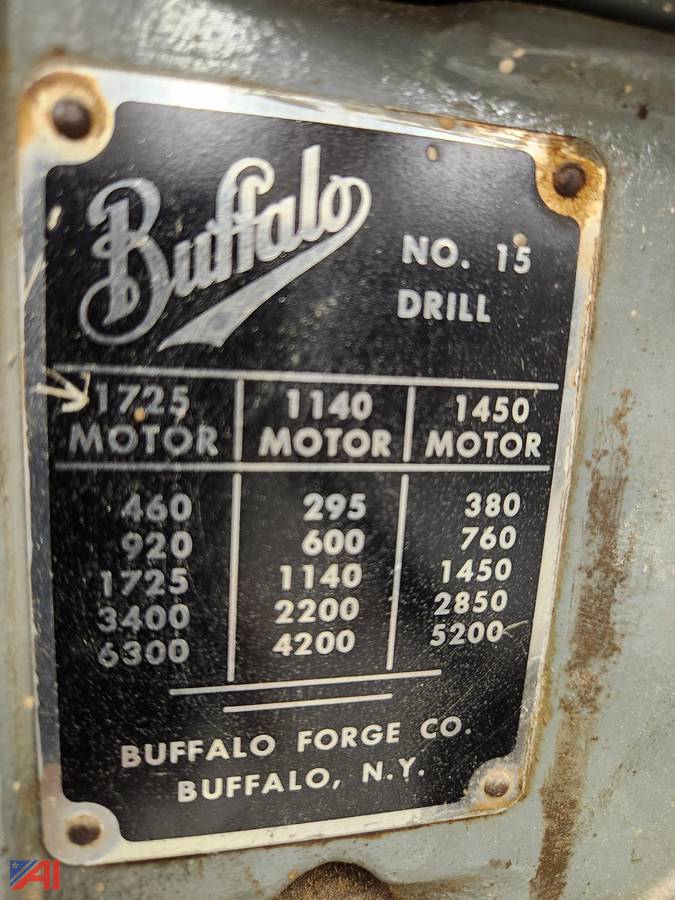 Buffalo
NO. 15
DRILL
1725 1140 1450
MOTOR MOTOR MOTOR
460 295 380
920 600 760
1725 1140 1450
3400 2200 2850
6300 4200 5200
BUFFALO FORGE CO.
BUFFALO, N.Y.
AI